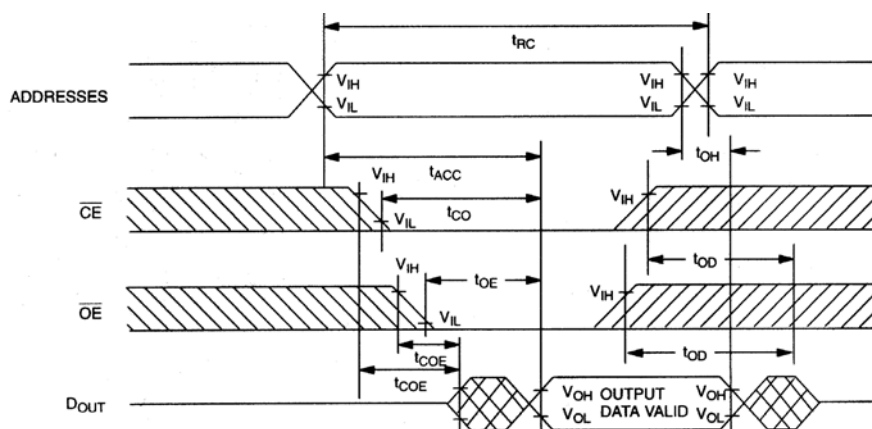 tRC
VIH VIH VIH
ADDRESSES
VIL VIL VIL
tOH
tACC
VIH
VIH
CE
tCO
VIL
tOD
VIH
tOE
VIH
OE
VIL
tCOE
tOD
tCOE
VOH OUTPUT VOH
DOUT
VOL DATA VALID VOL